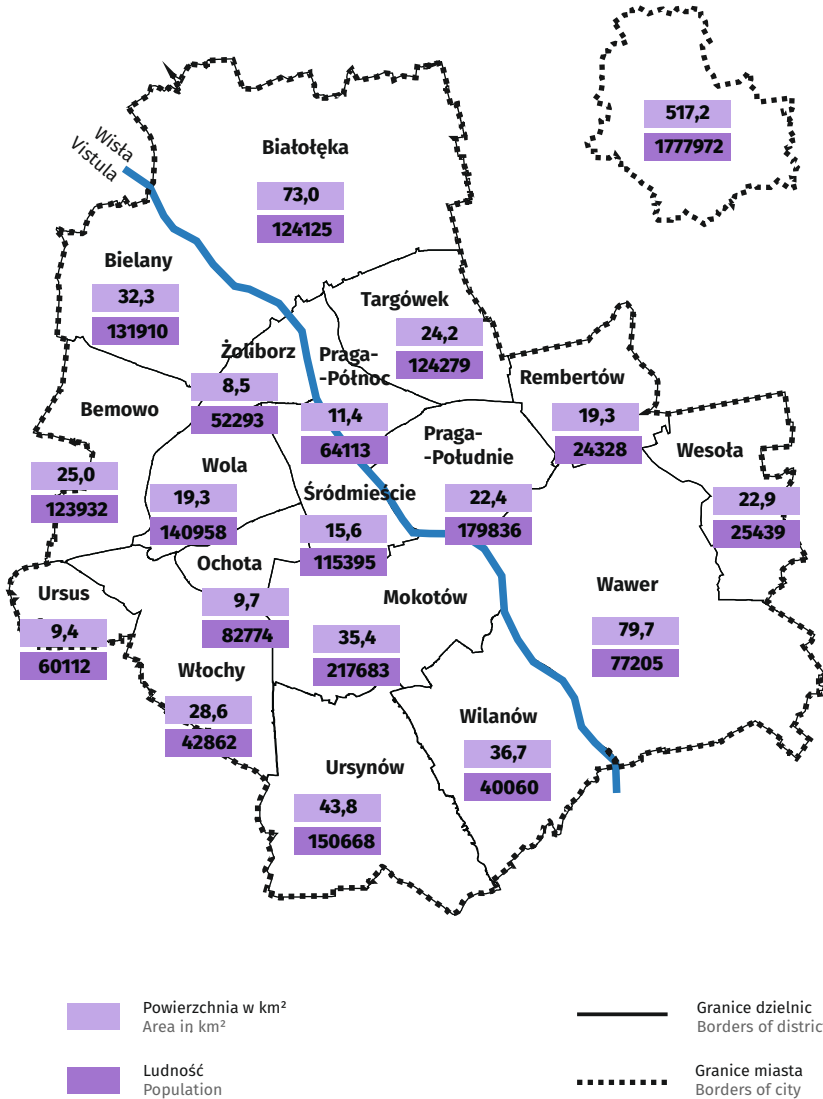 517,2
1777972
Wisła
Vistula
Białołęka
73,0
124125
Bielany
32,3
131910
Targówek
24,2
124279
Żoliborz
8,5
52293
Praga-
-Północ
11,4
64113
Rembertów
19,3
24328
Bemowo
25,0
123932
Praga-
-Południe
22,4
179836
Wesoła
22,9
25439
Wola
19,3
140958
Śródmieście
15,6
115395
Ochota
9,7
82774
Ursus
9,4
60112
Mokotów
35,4
217683
Wawer
79,7
77205
Włochy
28,6
42862
Wilanów
36,7
40060
Ursynów
43,8
150668
Powierzchnia w km²
Area in km²
Ludność
Population
Granice dzielnic
Borders of distric
Granice miasta
Borders of city